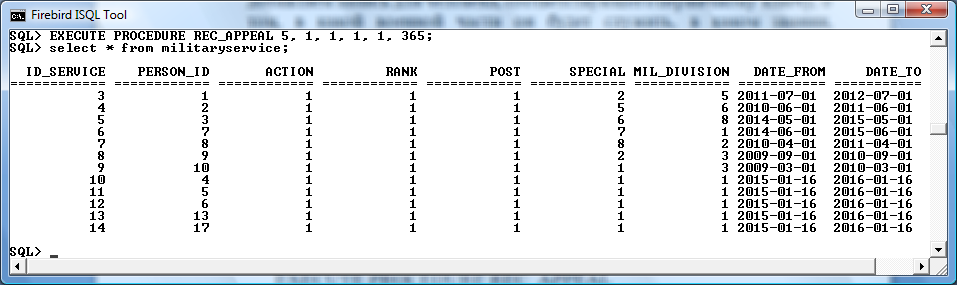 Firebird ISQL Tool
SQL> EXECUTE PROCEDURE REC_APPEAL 5, 1, 1, 1, 1, 365;
SQL> select * from militaryservice;
ID_SERVICE PERSON_ID ACTION RANK POST SPECIAL MIL_DIVISION DATE_FROM DATE_TO
============ ============ ============ ============ ============ ============ ============ =========== ===========
3 1 1 1 1 2 5 2011-07-01 2012-07-01
4 2 1 1 1 5 6 2010-06-01 2011-06-01
5 3 1 1 1 6 8 2014-05-01 2015-05-01
6 7 1 1 1 7 1 2014-06-01 2015-06-01
7 8 1 1 1 8 2 2010-04-01 2011-04-01
8 9 1 1 1 2 3 2009-09-01 2010-09-01
9 10 1 1 1 1 3 2009-03-01 2010-03-01
10 4 1 1 1 1 1 2015-01-16 2016-01-16
11 5 1 1 1 1 1 2015-01-16 2016-01-16
12 6 1 1 1 1 1 2015-01-16 2016-01-16
13 13 1 1 1 1 1 2015-01-16 2016-01-16
14 17 1 1 1 1 1 2015-01-16 2016-01-16
SQL> _